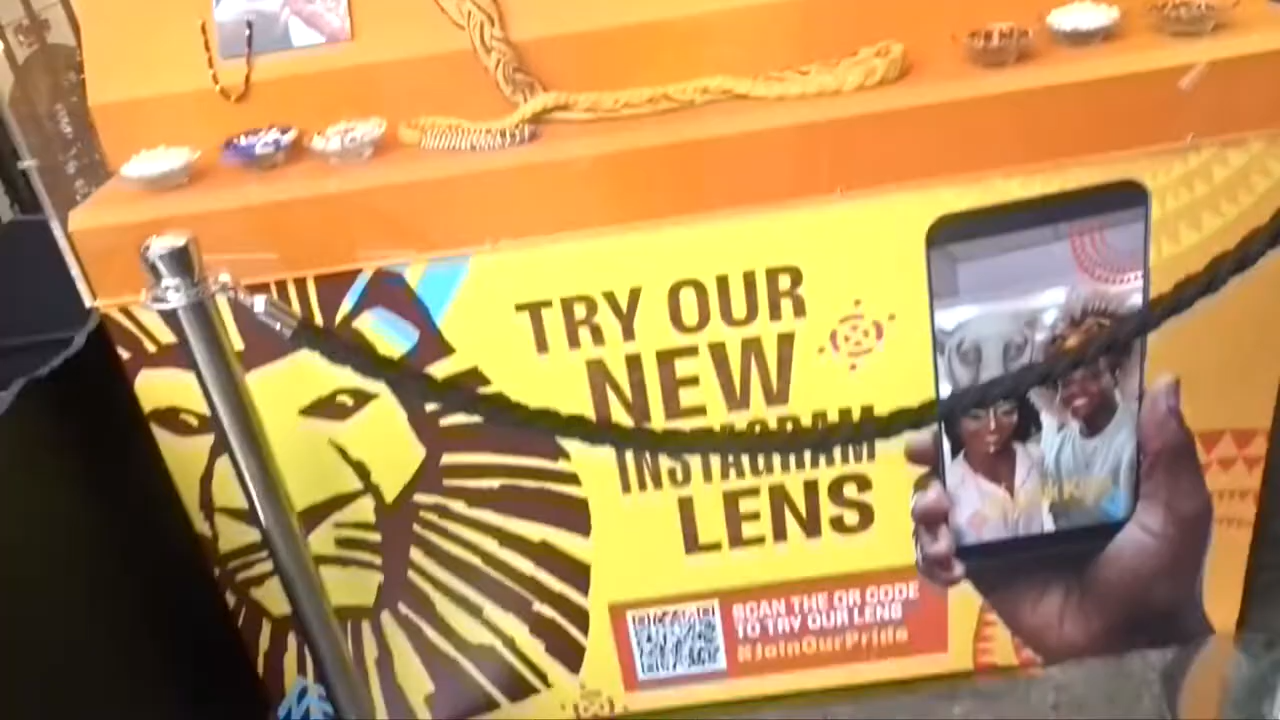 TRY OUR
NEW
INSTAGRAM
LENS
SCAN THE QR CODE
TO TRY OUR LENS
#JoinOurPride